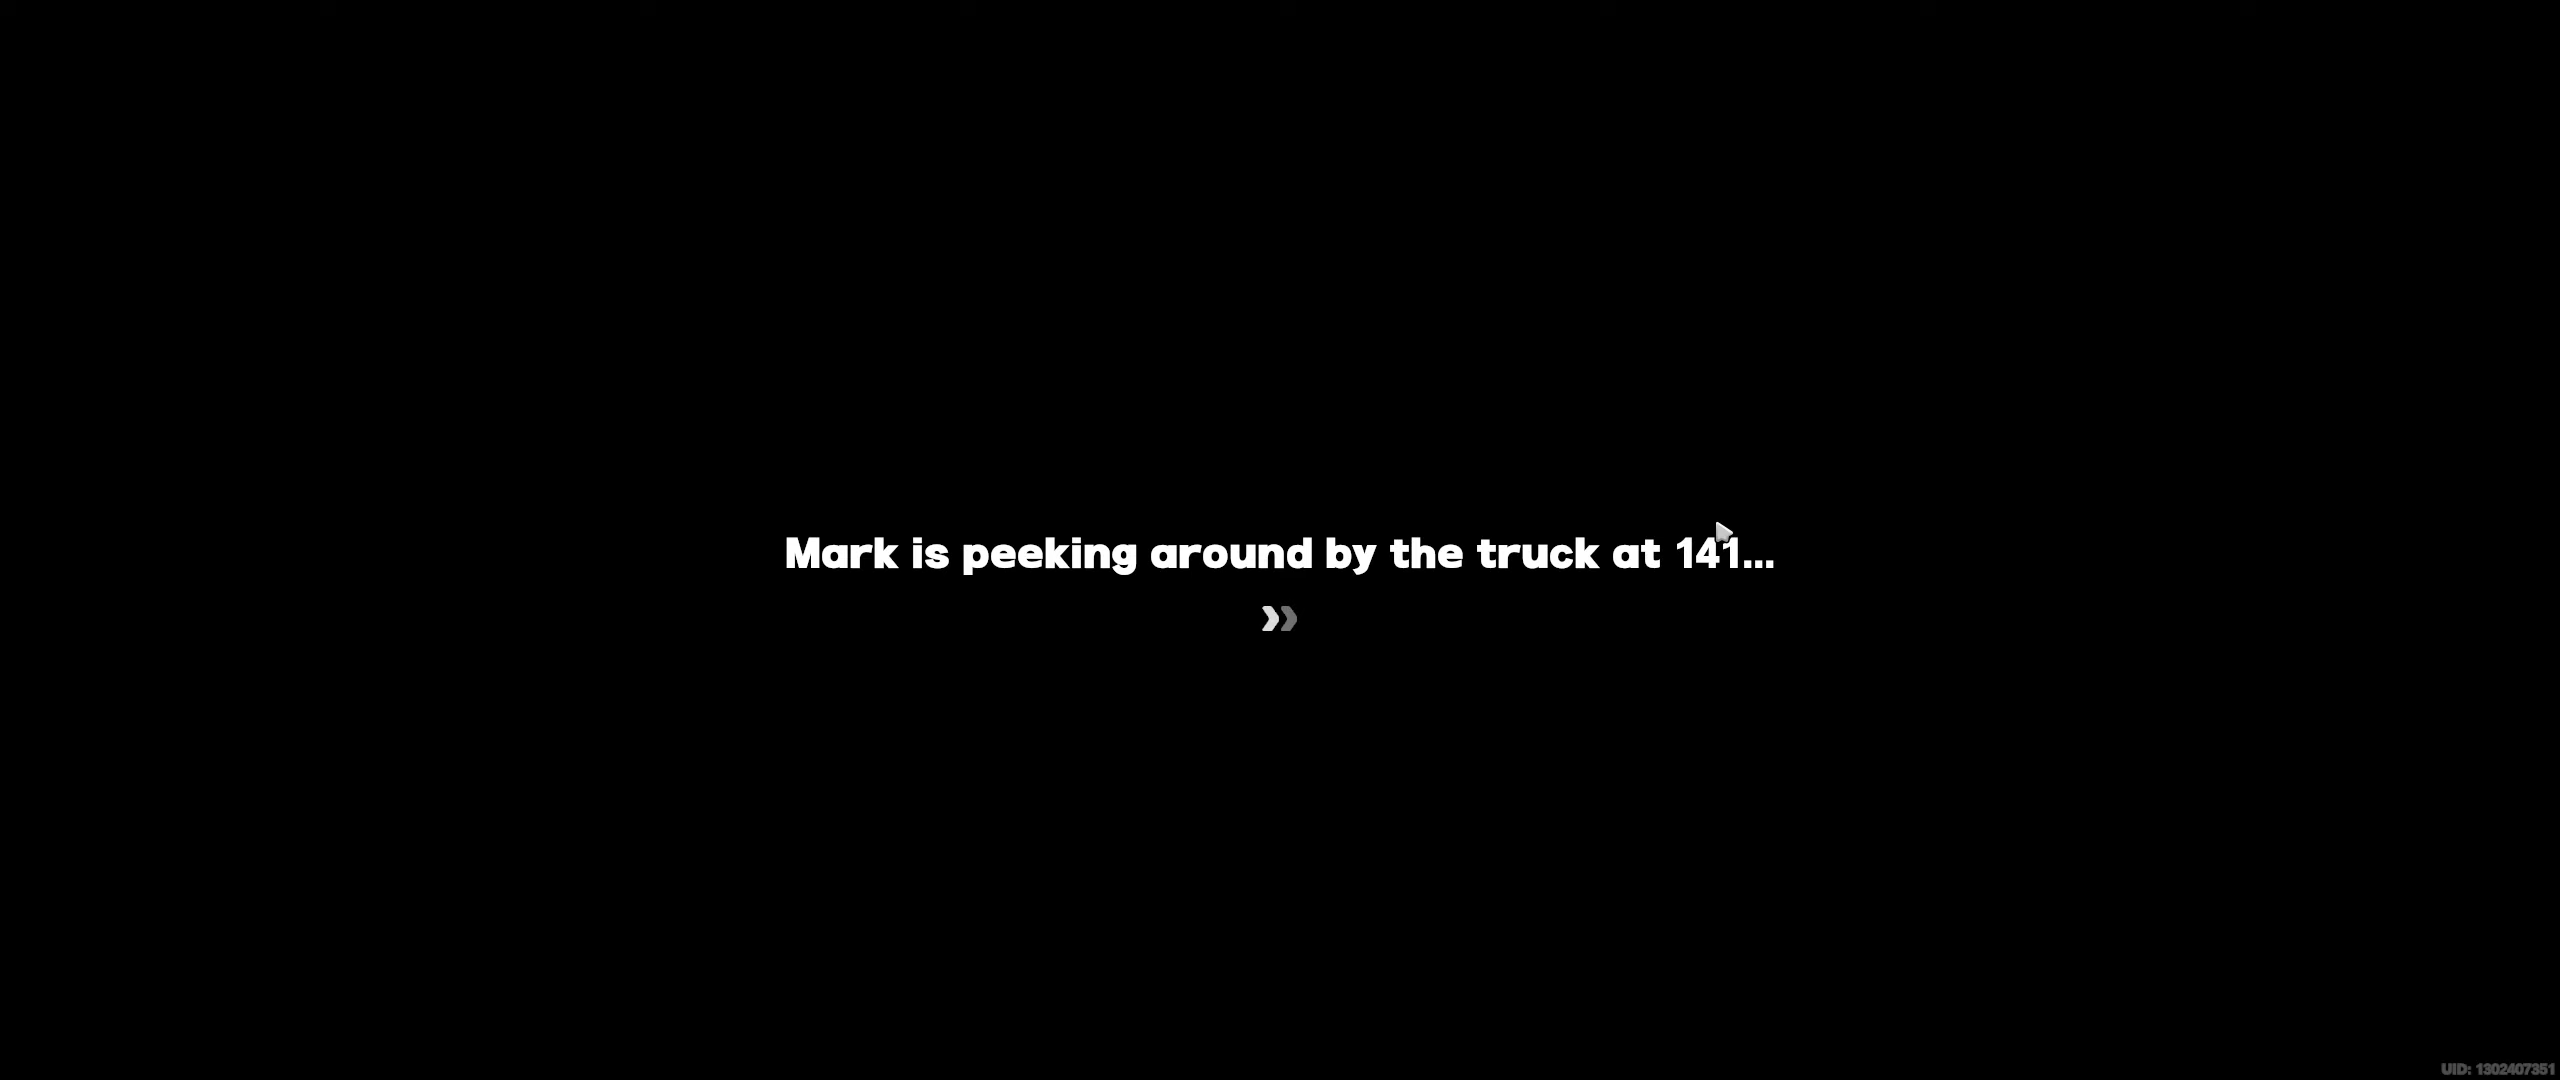 Mark is peeking around by the truck at 141...
UID: 1302407351